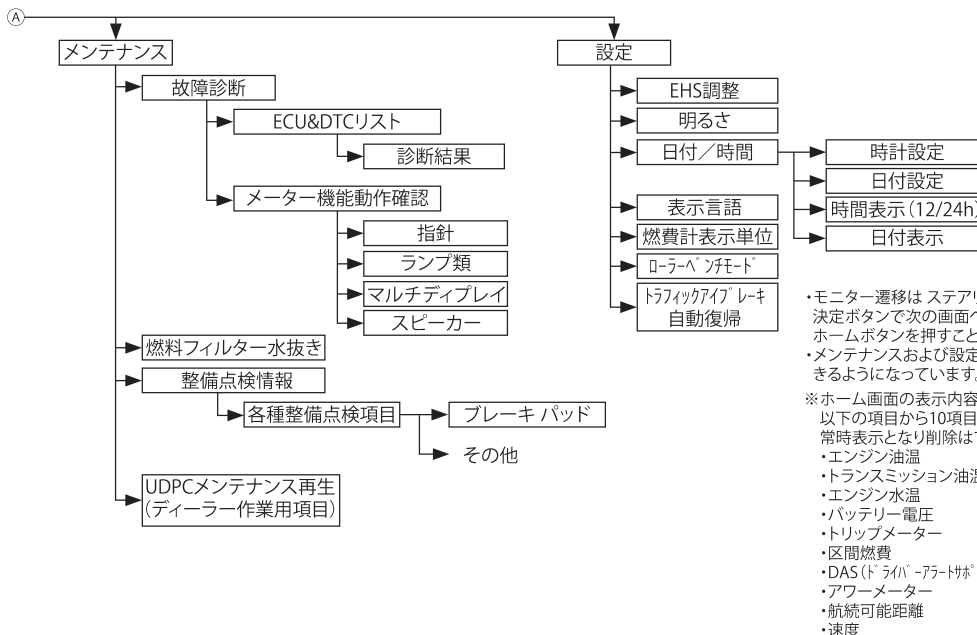 Ⓐ
メンテナンス
故障診断
ECU&DTCリスト
診断結果
メーター機能動作確認
指針
ランプ類
マルチディプレイ
スピーカー
燃料フィルター水抜き
整備点検情報
各種整備点検項目
ブレーキ パッド
その他
UDPCメンテナンス再生
(ディーラー作業用項目)
設定
EHS調整
明るさ
日付／時間
時計設定
日付設定
時間表示(12/24h)
日付表示
表示言語
燃費計表示単位
ﾛｰﾗｰﾍﾞﾝﾁﾓｰﾄﾞ
ﾄﾗﾌｨｯｸｱｲﾌﾞﾚｰｷ
自動復帰
・モニター遷移は ステアリ
決定ボタンで次の画面へ
ホームボタンを押すこと
・メンテナンスおよび設定
きるようになっています。
※ホーム画面の表示内容
以下の項目から10項目
常時表示となり削除は
・エンジン油温
・トランスミッション油温
・エンジン水温
・バッテリー電圧
・トリップメーター
・区間燃費
・DAS(ﾄﾞﾗｲﾊﾞｰｱﾗｰﾄｻﾎﾟ
・アワーメーター
・航続可能距離
・速度